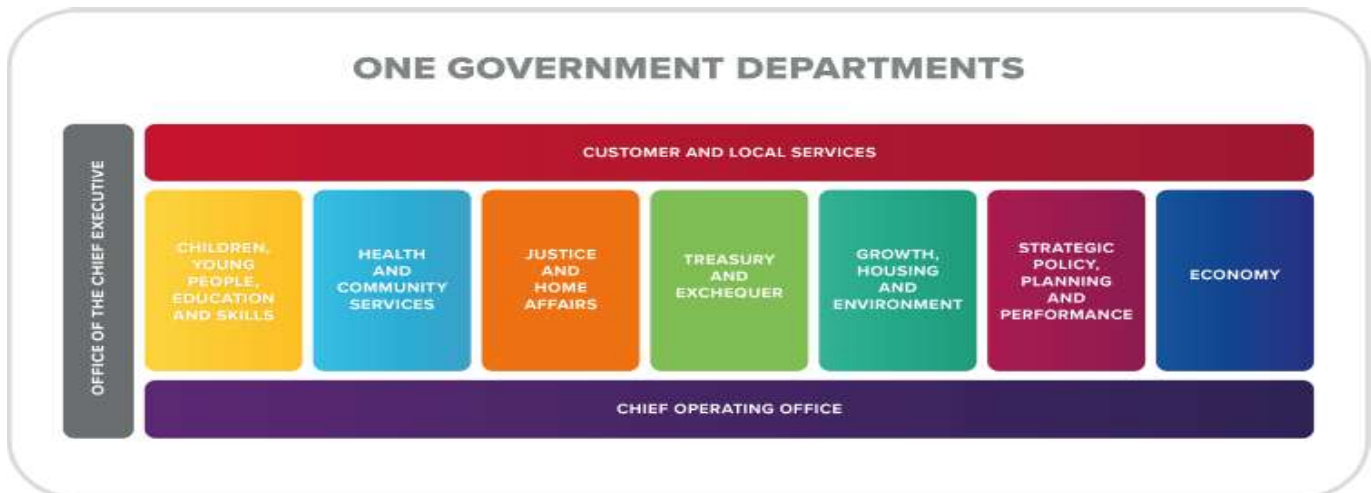 ONE GOVERNMENT DEPARTMENTS
OFFICE OF THE CHIEF EXECUTIVE
CUSTOMER AND LOCAL SERVICES
CHILDREN,
YOUNG
PEOPLE,
EDUCATION
AND SKILLS
HEALTH
AND
COMMUNITY
SERVICES
JUSTICE
AND
HOME
AFFAIRS
TREASURY
AND
EXCHEQUER
GROWTH,
HOUSING
AND
ENVIRONMENT
STRATEGIC
POLICY,
PLANNING
AND
PERFORMANCE
ECONOMY
CHIEF OPERATING OFFICE